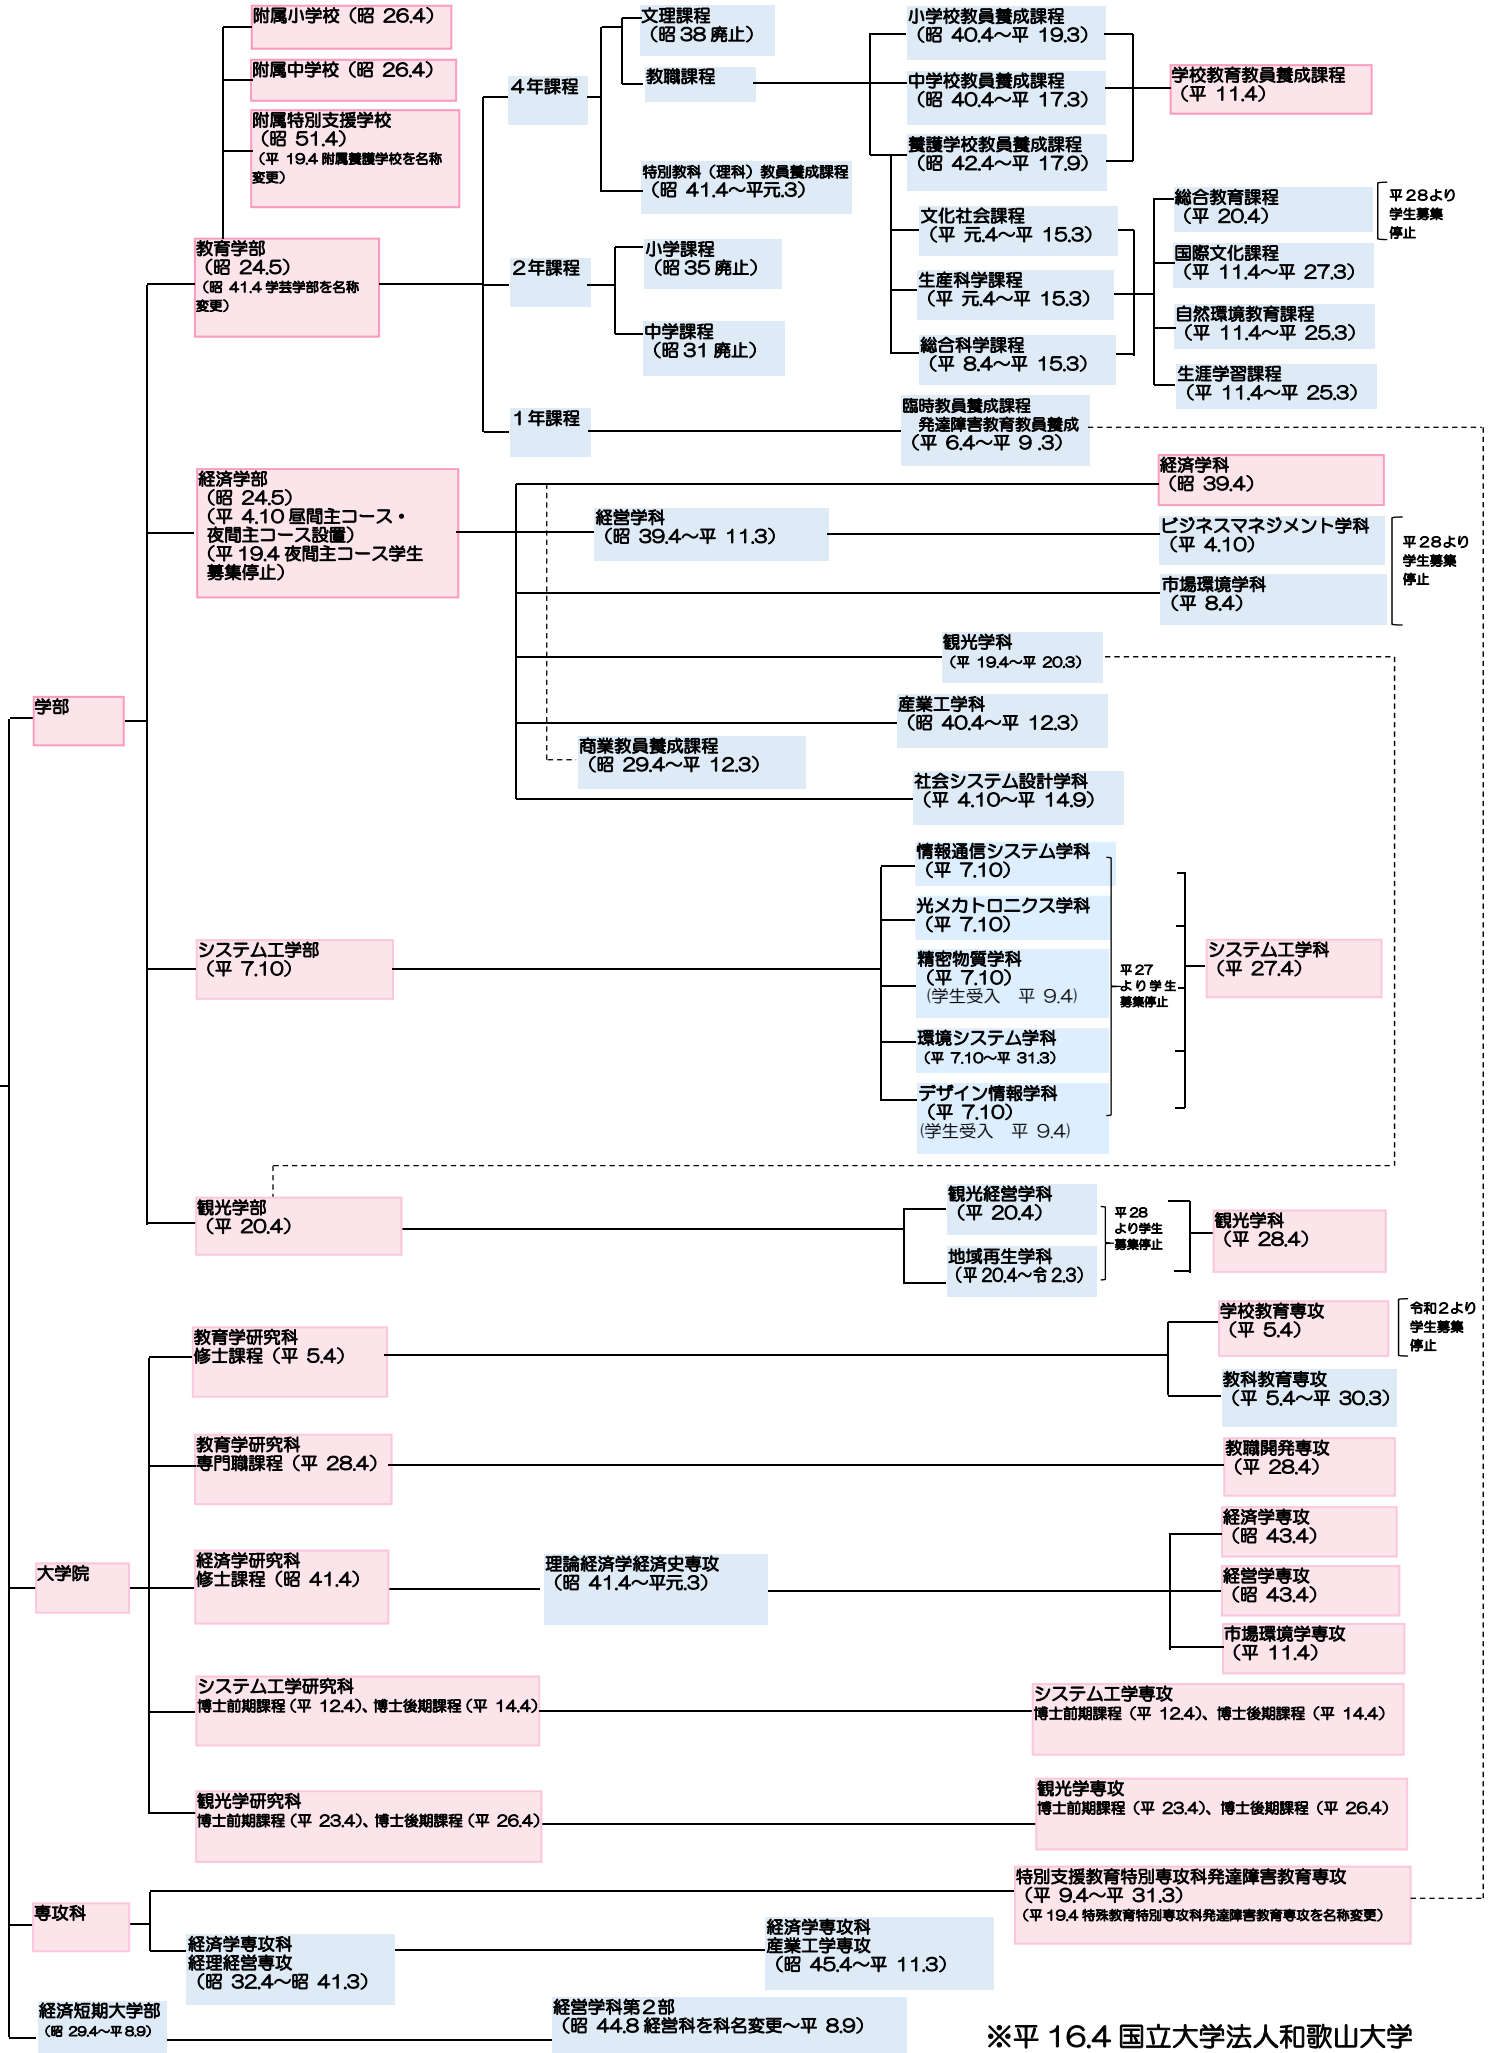 附属小学校（昭 26.4）
附属中学校（昭 26.4）
附属特別支援学校
（昭 51.4）
（平 19.4 附属養護学校を名称
変更）
教育学部
（昭 24.5）
（昭 41.4 学芸学部を名称
変更）
４年課程
文理課程
（昭 38 廃止）
教職課程
特別教科（理科）教員養成課程
（昭 41.4～平元.3）
２年課程
小学課程
（昭 35 廃止）
中学課程
（昭 31 廃止）
１年課程
小学校教員養成課程
（昭 40.4～平 19.3）
中学校教員養成課程
（昭 40.4～平 17.3）
養護学校教員養成課程
（昭 42.4～平 17.9）
学校教育教員養成課程
（平 11.4）
文化社会課程
（平 元.4～平 15.3）
生産科学課程
（平 元.4～平 15.3）
総合科学課程
（平 8.4～平 15.3）
総合教育課程
（平 20.4）
平 28より
学生募集
停止
国際文化課程
（平 11.4～平 27.3）
自然環境教育課程
（平 11.4～平 25.3）
生涯学習課程
（平 11.4～平 25.3）
臨時教員養成課程
発達障害教育教員養成
（平 6.4～平 9 .3）
経済学部
（昭 24.5）
（平 4.10 昼間主コース・
夜間主コース設置）
（平 19.4 夜間主コース学生
募集停止）
経済学科
（昭 39.4）
経営学科
（昭 39.4～平 11.3）
ビジネスマネジメント学科
（平 4.10）
市場環境学科
（平 8.4）
平 28より
学生募集
停止
観光学科
（平 19.4～平 20.3）
産業工学科
（昭 40.4～平 12.3）
商業教員養成課程
（昭 29.4～平 12.3）
社会システム設計学科
（平 4.10～平 14.9）
学部
システム工学部
（平 7.10）
情報通信システム学科
（平 7.10）
光メカトロニクス学科
（平 7.10）
精密物質学科
（平 7.10）
(学生受入　平 9.4)
環境システム学科
（平 7.10～平 31.3）
デザイン情報学科
（平 7.10）
(学生受入　平 9.4)
平 27
より学生
募集停止
システム工学科
（平 27.4）
観光学部
（平 20.4）
観光経営学科
（平 20.4）
地域再生学科
（平 20.4～令 2.3）
平 28
より学生
募集停止
観光学科
（平 28.4）
教育学研究科
修士課程（平 5.4）
学校教育専攻
（平 5.4）
令和２より
学生募集
停止
教科教育専攻
（平 5.4～平 30.3）
教育学研究科
専門職課程（平 28.4）
教職開発専攻
（平 28.4）
大学院
経済学研究科
修士課程（昭 41.4）
理論経済学経済史専攻
（昭 41.4～平元.3）
経済学専攻
（昭 43.4）
経営学専攻
（昭 43.4）
市場環境学専攻
（平 11.4）
システム工学研究科
博士前期課程（平 12.4）、博士後期課程（平 14.4）
システム工学専攻
博士前期課程（平 12.4）、博士後期課程（平 14.4）
観光学研究科
博士前期課程（平 23.4）、博士後期課程（平 26.4）
観光学専攻
博士前期課程（平 23.4）、博士後期課程（平 26.4）
専攻科
特別支援教育特別専攻科発達障害教育専攻
（平 9.4～平 31.3）
（平 19.4 特殊教育特別専攻科発達障害教育専攻を名称変更）
経済学専攻科
経理経営専攻
（昭 32.4～昭 41.3）
経済学専攻科
産業工学専攻
（昭 45.4～平 11.3）
経済短期大学部
（昭 29.4～平 8.9）
経営学科第２部
（昭 44.8 経営科を科名変更～平 8.9）
※平 16.4 国立大学法人和歌山大学